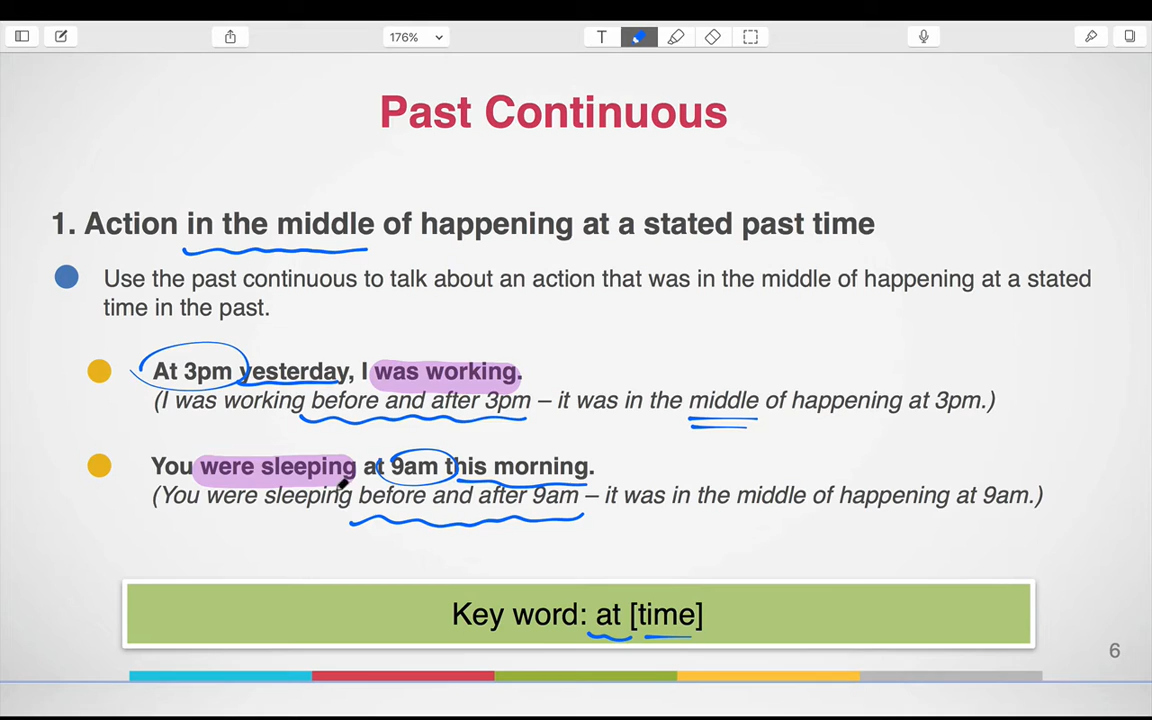 176%
T
Past Continuous
1. Action in the middle of happening at a stated past time
Use the past continuous to talk about an action that was in the middle of happening at a stated
time in the past.
At 3pm yesterday, I was working.
(I was working before and after 3pm – it was in the middle of happening at 3pm.)
You were sleeping at 9am this morning.
(You were sleeping before and after 9am – it was in the middle of happening at 9am.)
Key word: at [time]
6